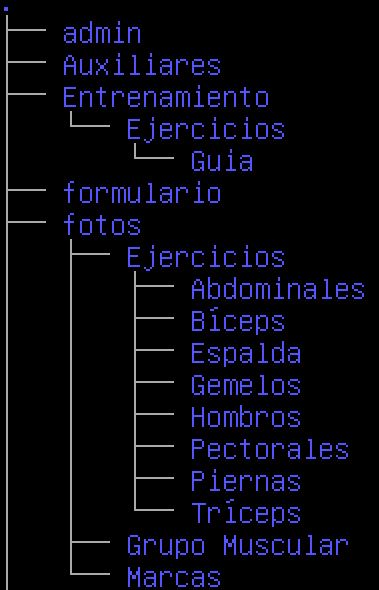 .
admin
Auxiliares
Entrenamiento
Ejercicios
Guia
formulario
fotos
Ejercicios
Abdominales
Bíceps
Espalda
Gemelos
Hombros
Pectorales
Piernas
Tríceps
Grupo Muscular
Marcas